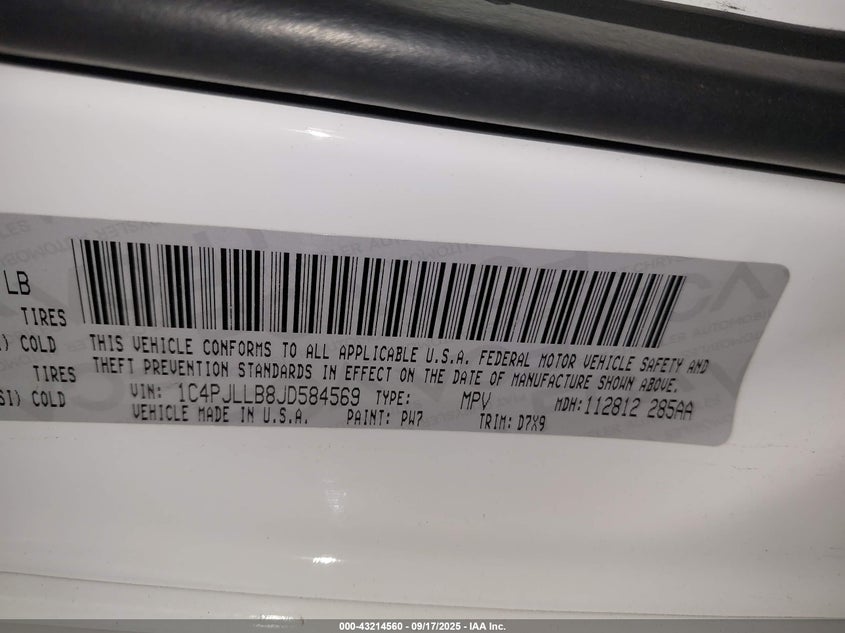 LB
TIRES
I) COLD
TIRES
SI) COLD
THIS VEHICLE CONFORMS TO ALL APPLICABLE U.S.A. FEDERAL MOTOR VEHICLE SAFETY AND
THEFT PREVENTION STANDARDS IN EFFECT ON THE DATE OF MANUFACTURE SHOWN ABOVE.
VIN: 1C4PJLLB8JD584569 TYPE: MPV MDH:112812 285AA
VEHICLE MADE IN U.S.A. PAINT: PW7 TRIM: D7X9
000-43214560 - 09/17/2025 - IAA Inc.